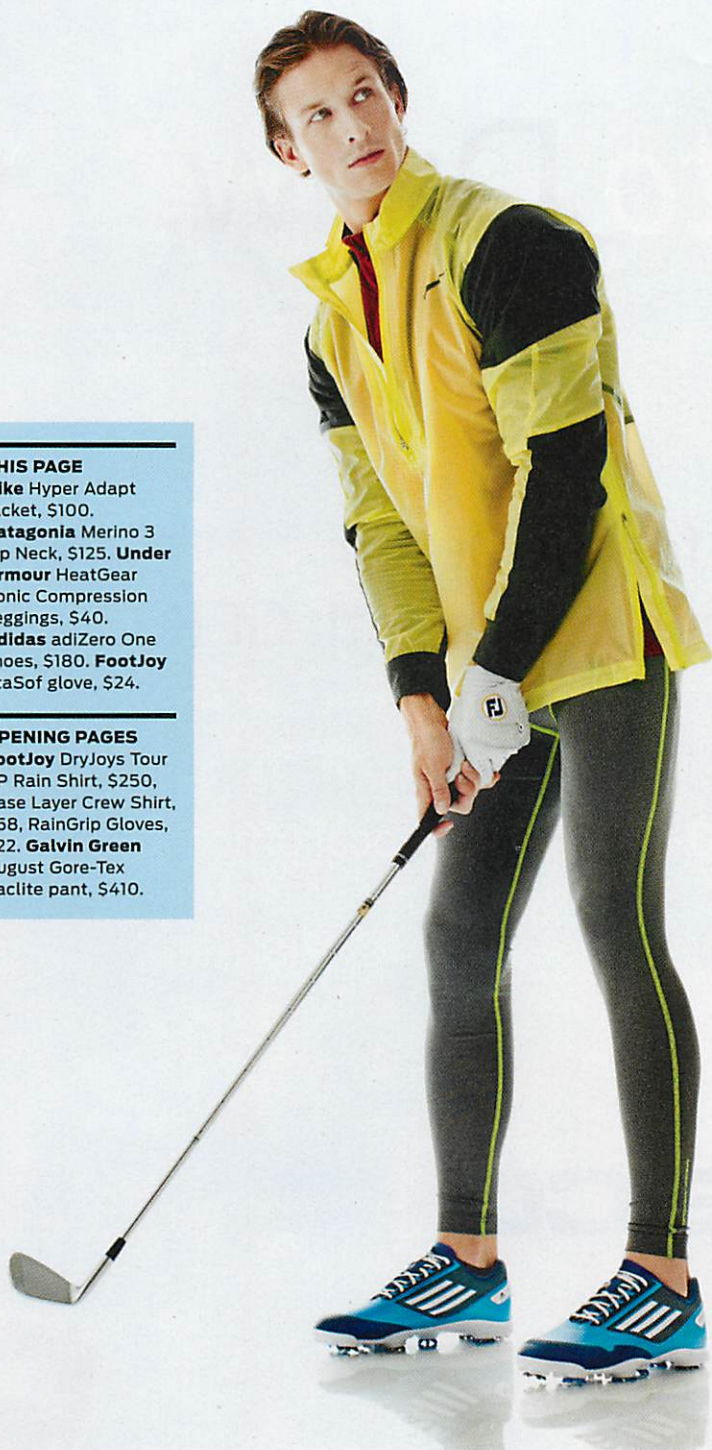 HIS PAGE
ike Hyper Adapt
cket, $100.
atagonia Merino 3
p Neck, $125. Under
rmour HeatGear
onic Compression
eggings, $40.
didas adiZero One
hoes, $180. FootJoy
taSof glove, $24.
PENING PAGES
ootJoy DryJoys Tour
P Rain Shirt, $250,
ase Layer Crew Shirt,
68, RainGrip Gloves,
22. Galvin Green
ugust Gore-Tex
aclite pant, $410.
FJ